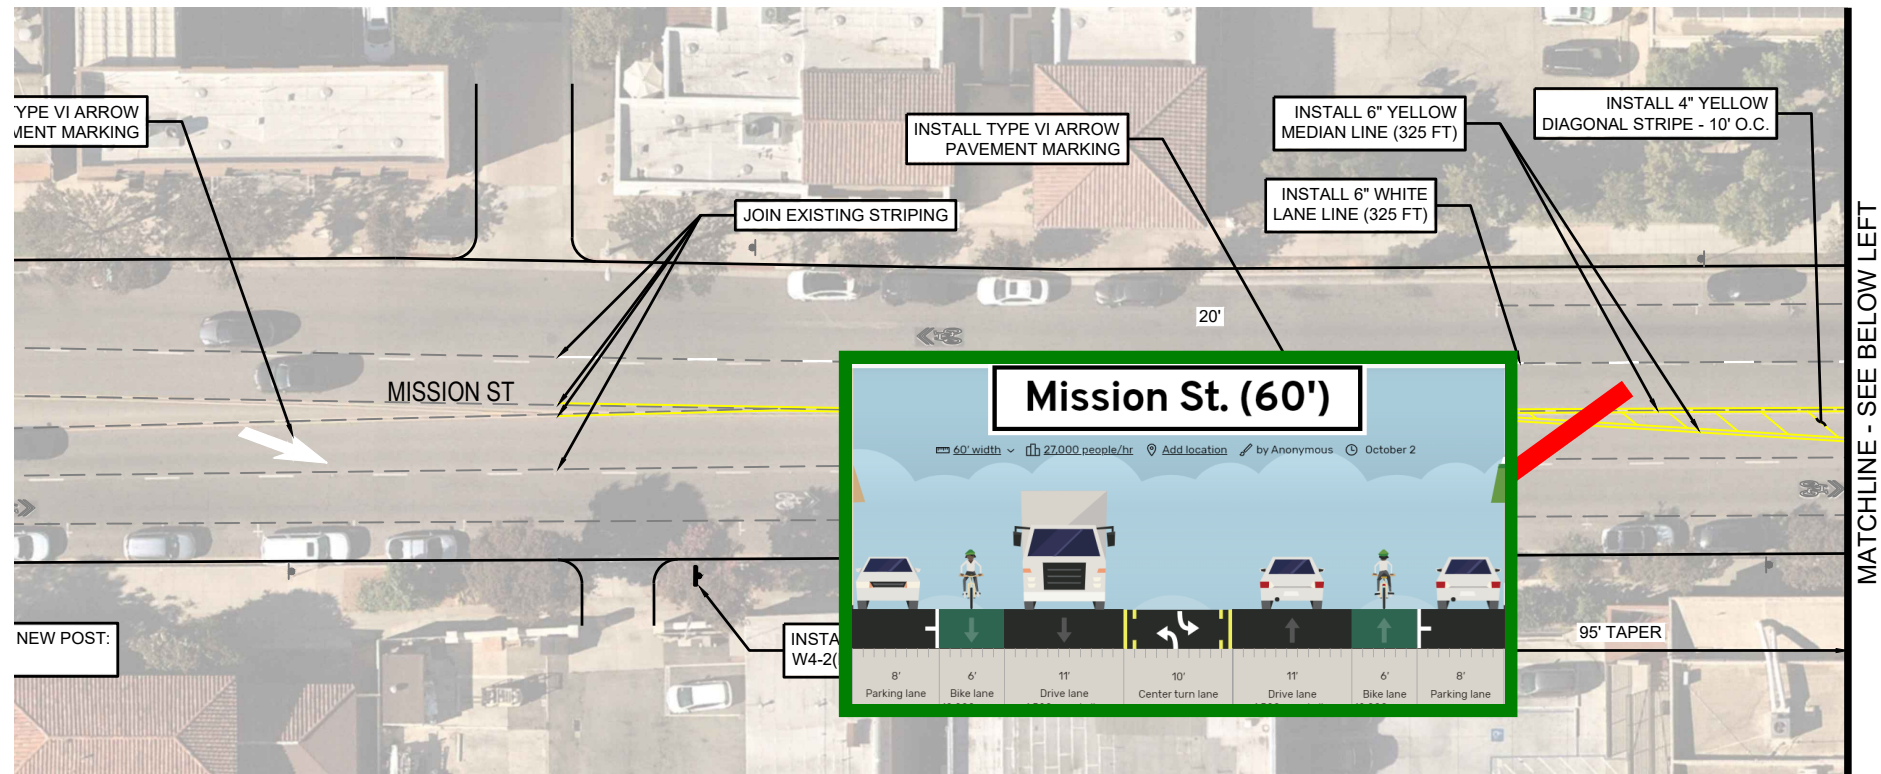 TYPE VI ARROW
MENT MARKING
INSTALL TYPE VI ARROW
PAVEMENT MARKING
INSTALL 6" YELLOW
MEDIAN LINE (325 FT)
INSTALL 4" YELLOW
DIAGONAL STRIPE - 10' O.C.
JOIN EXISTING STRIPING
INSTALL 6" WHITE
LANE LINE (325 FT)
20'
MISSION ST
MATCHLINE - SEE BELOW LEFT
Mission St. (60')
60' width
27,000 people/hr
Add location
by Anonymous
October 2
NEW POST:
INSTA
W4-2(
95' TAPER
8'
Parking lane
6'
Bike lane
11'
Drive lane
10'
Center turn lane
11'
Drive lane
6'
Bike lane
8'
Parking lane